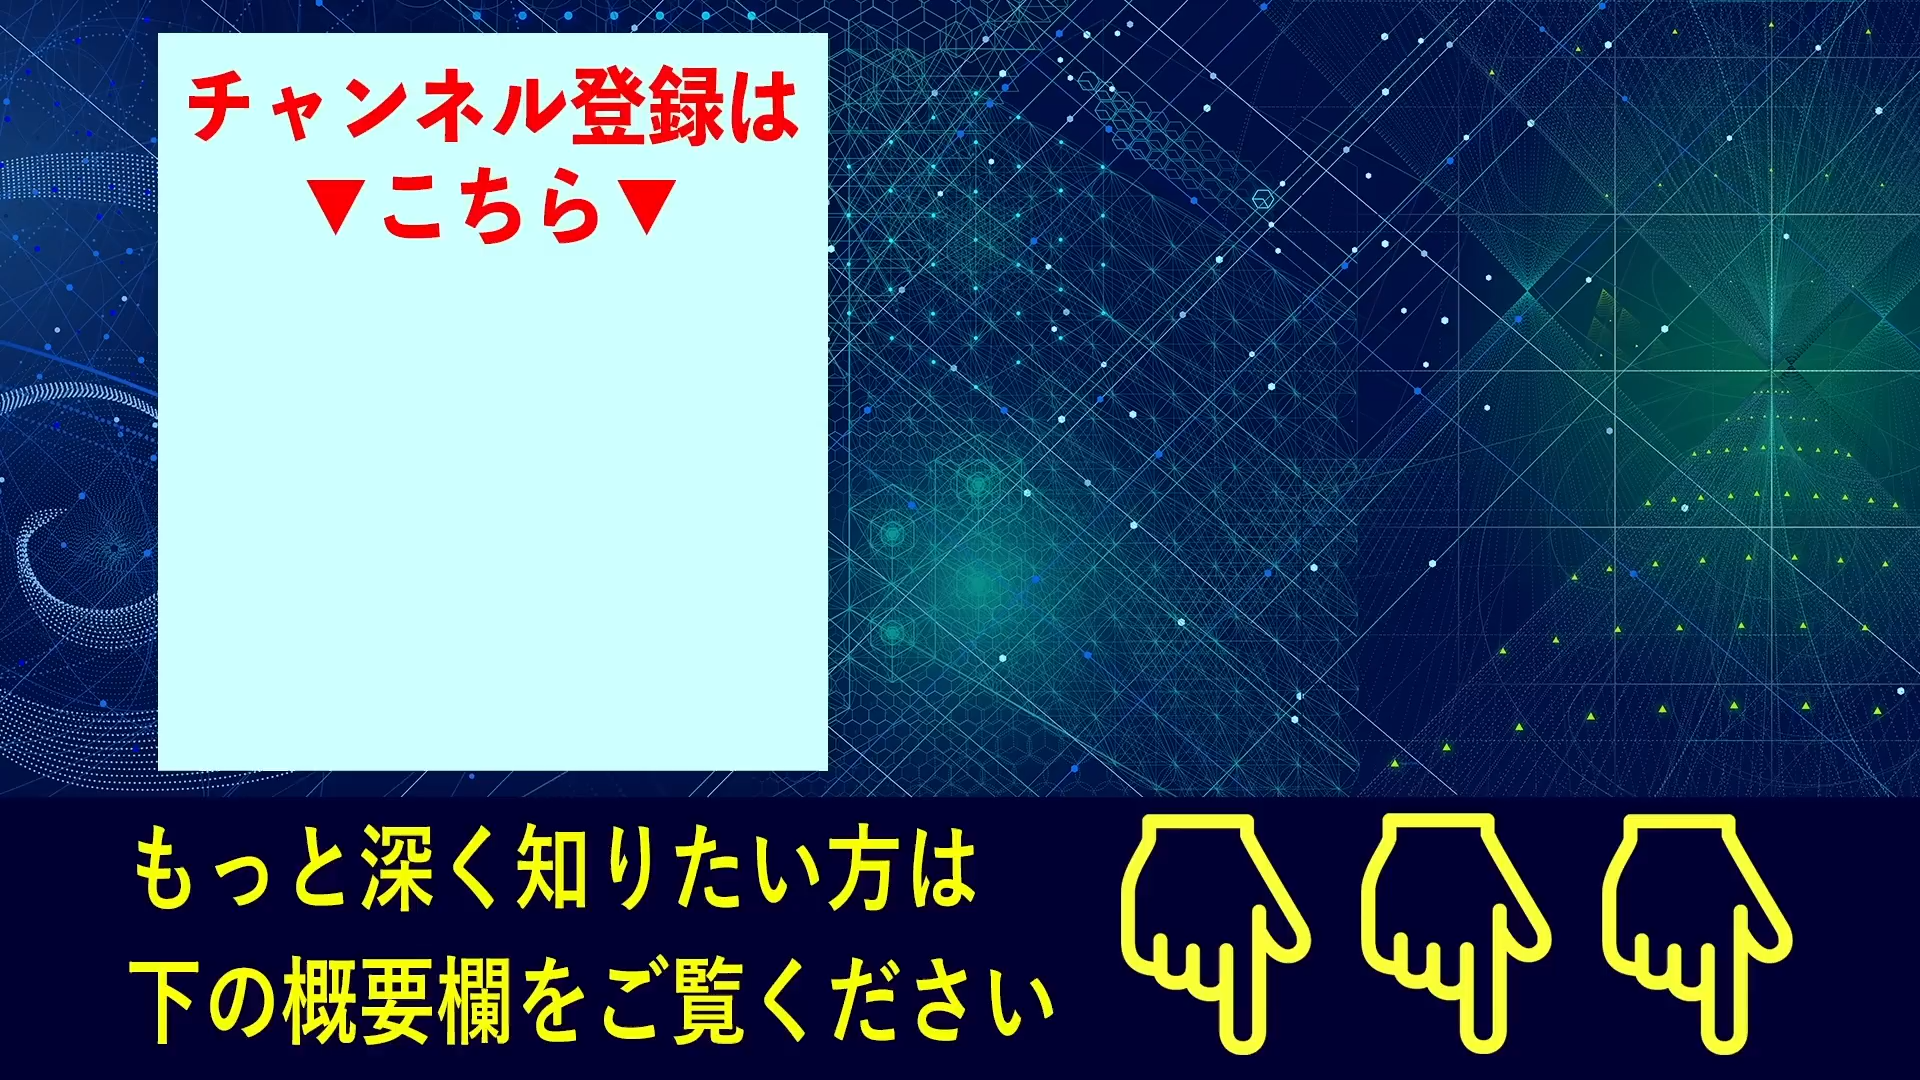 チャンネル登録は
▼こちら▼
もっと深く知りたい方は
下の概要欄をご覧ください